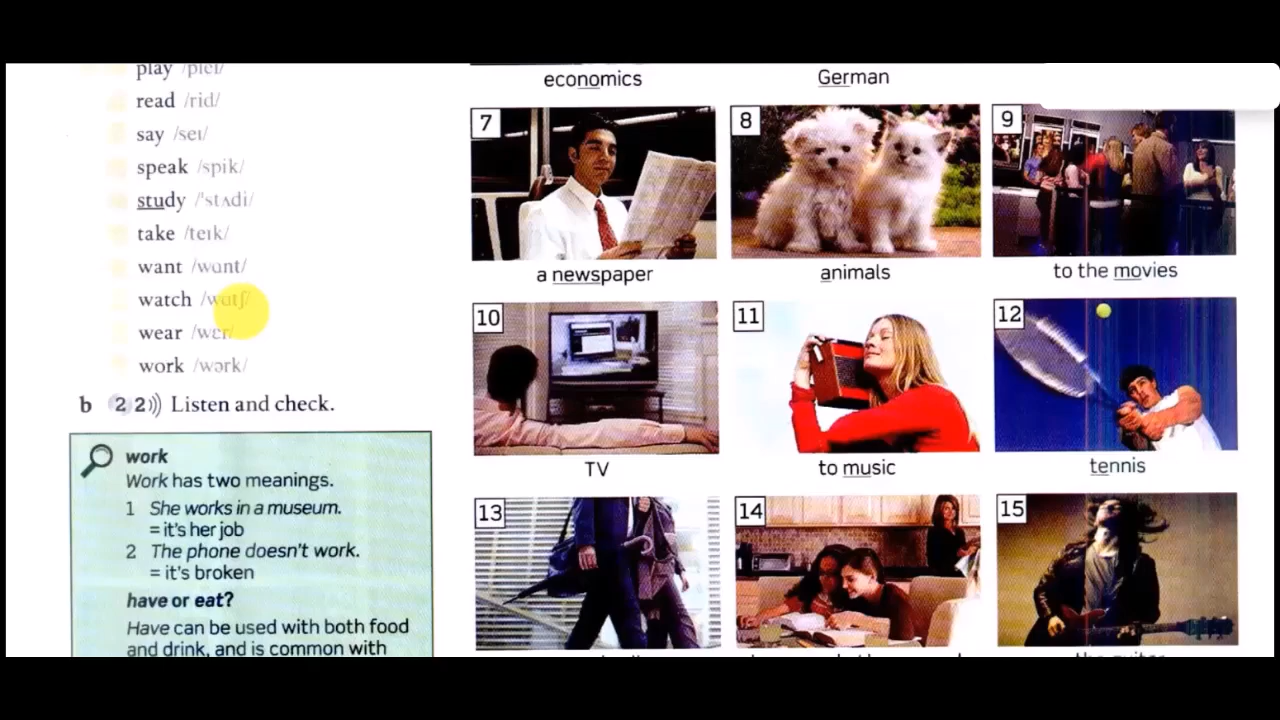 play /pleɪ/
read /rid/
say /seɪ/
speak /spik/
study /ˈstʌdi/
take /teɪk/
want /wɑnt/
watch /wɑtʃ/
wear /wɛr/
work /wərk/
b 2 2)) Listen and check.
work
Work has two meanings.
1 She works in a museum.
= it's her job
2 The phone doesn't work.
= it's broken
have or eat?
Have can be used with both food
and drink, and is common with
economics
German
7
8
9
a newspaper
animals
to the movies
10
11
12
TV
to music
tennis
13
14
15
the guitar